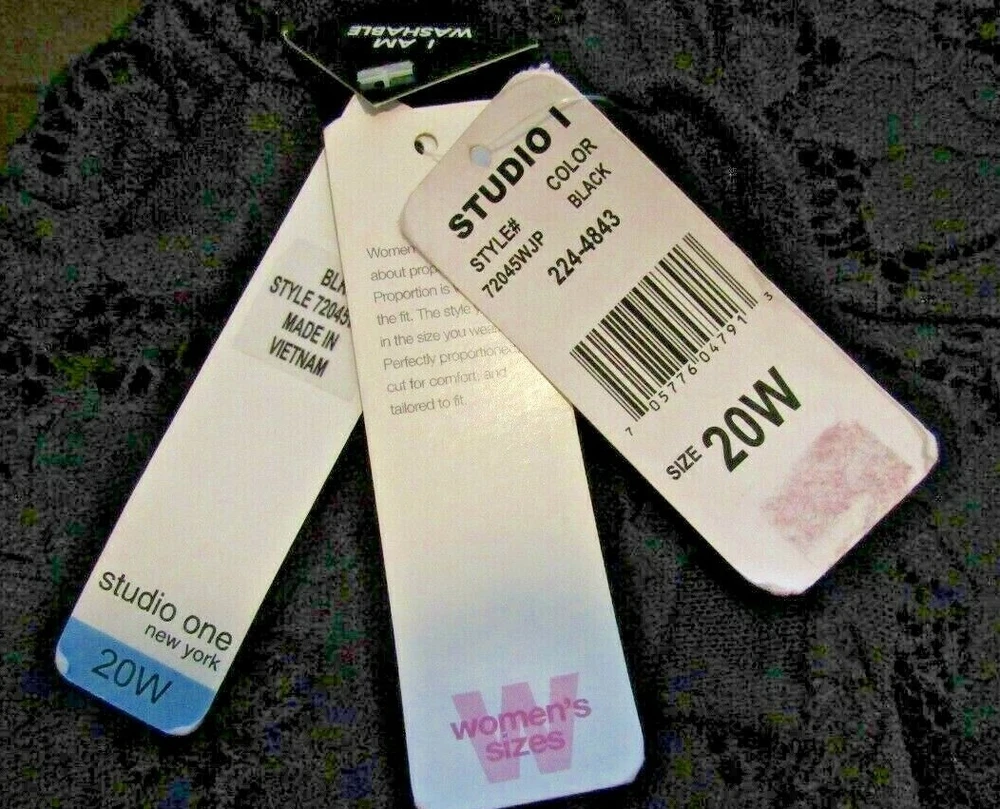 I AM
WASHABLE
BLK
STYLE 72045
MADE IN
VIETNAM
studio one
new york
20W
Women
about prop
Proportion is
the fit. The style
in the size you wear
Perfectly proportioned,
cut for comfort, and
tailored to fit.
W
women's
sizes
STUDIO I
STYLE# COLOR
72045WJP BLACK
224-4843
7 05776 04791 3
SIZE 20W